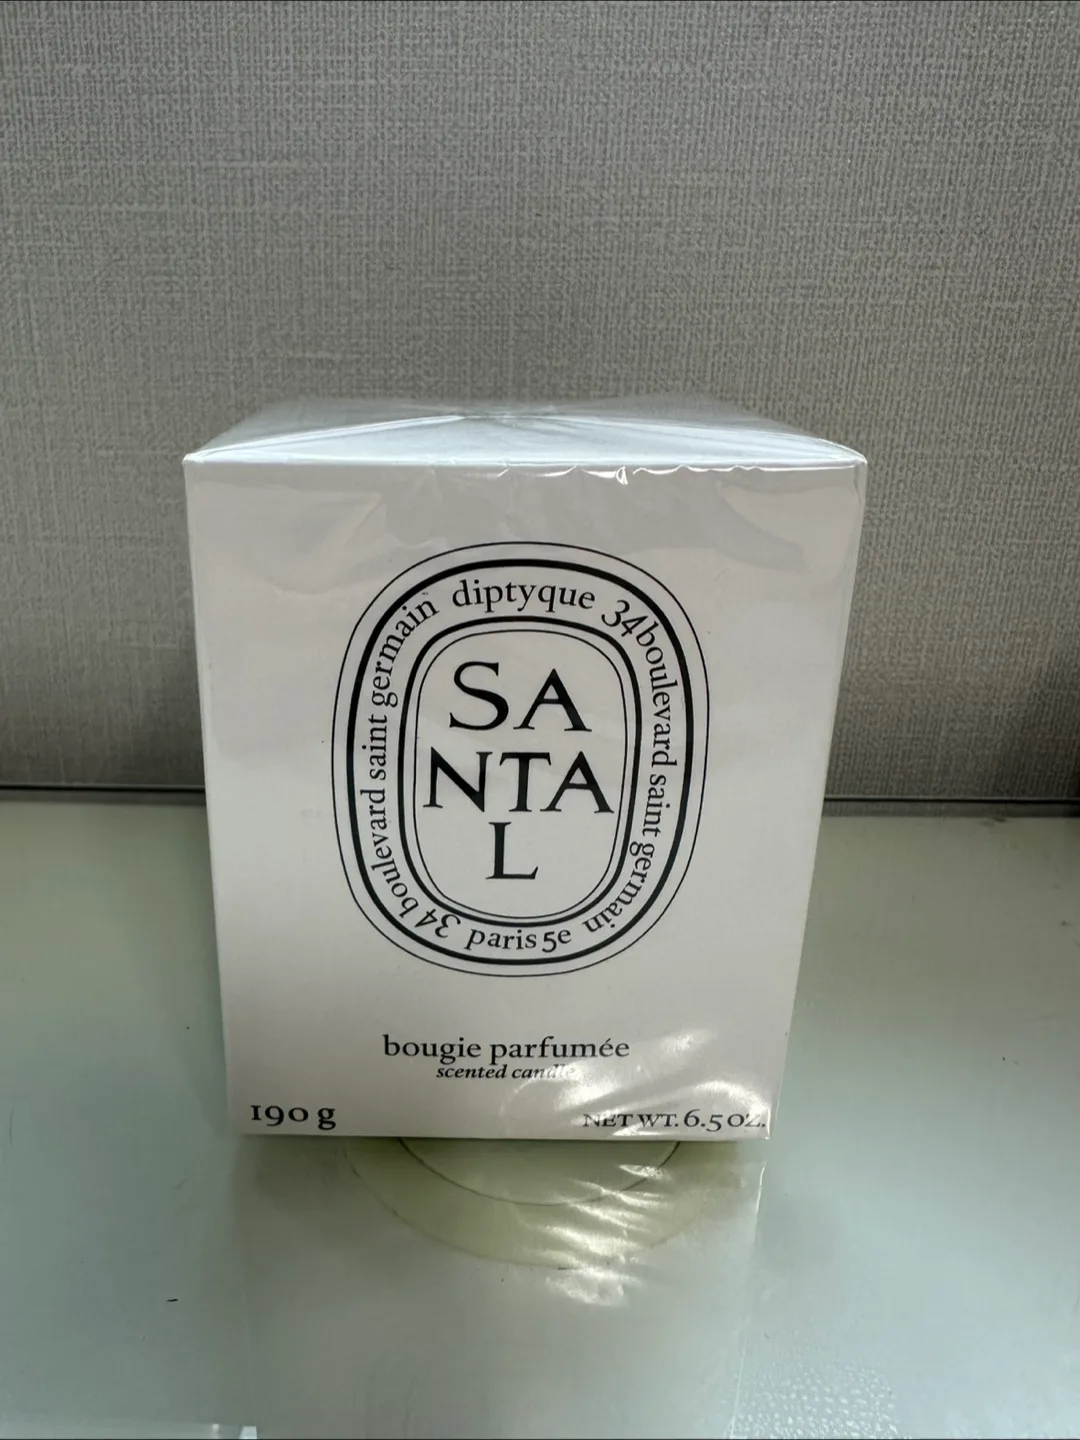 diptyque 34 boulevard saint germain paris 5e 34 boulevard saint germain
SA
NTA
L
bougie parfumée
scented candle
190 g
NET WT. 6.5 OZ.